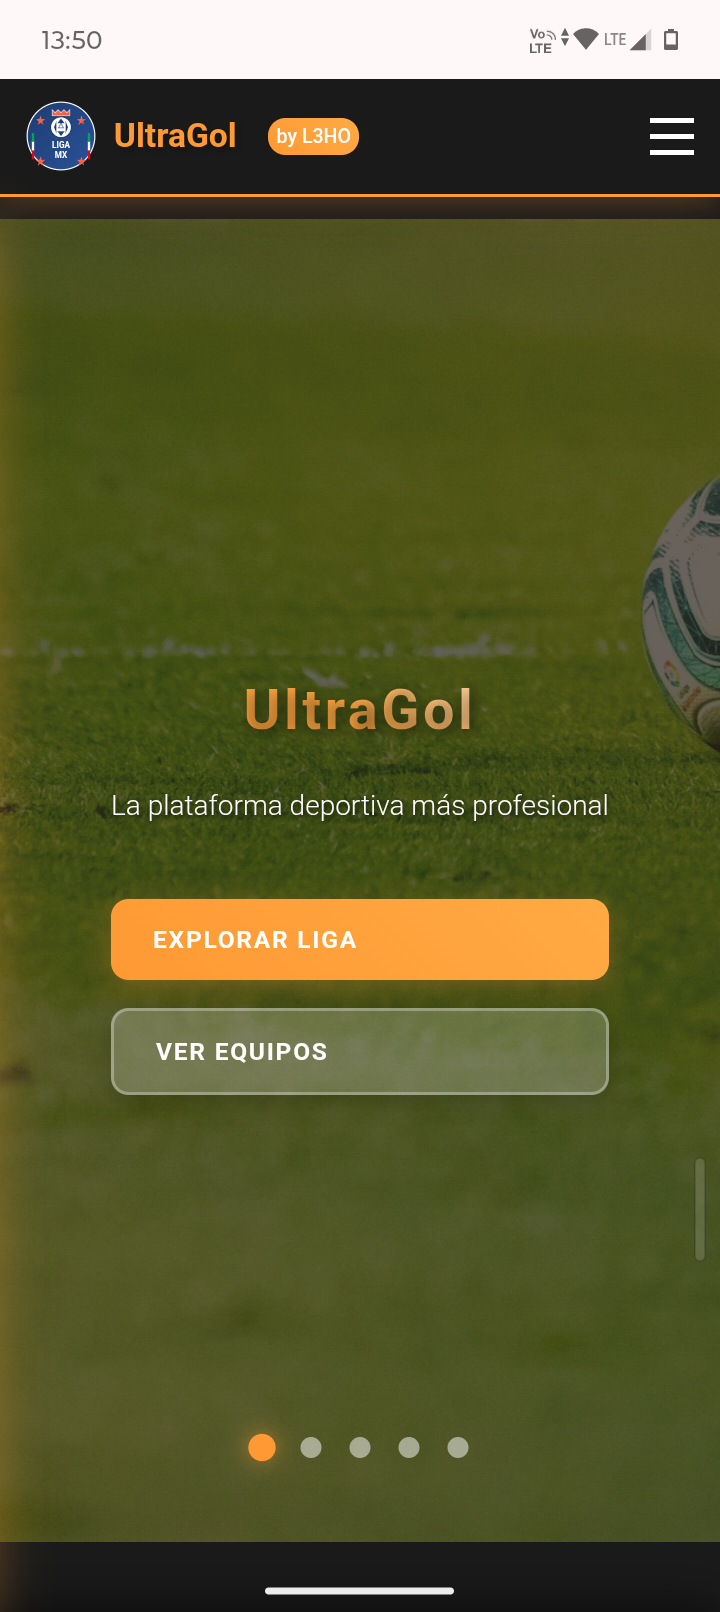 13:50
Vo
LTE
LTE
LIGA
MX
UltraGol
by L3HO
UltraGol
La plataforma deportiva más profesional
EXPLORAR LIGA
VER EQUIPOS